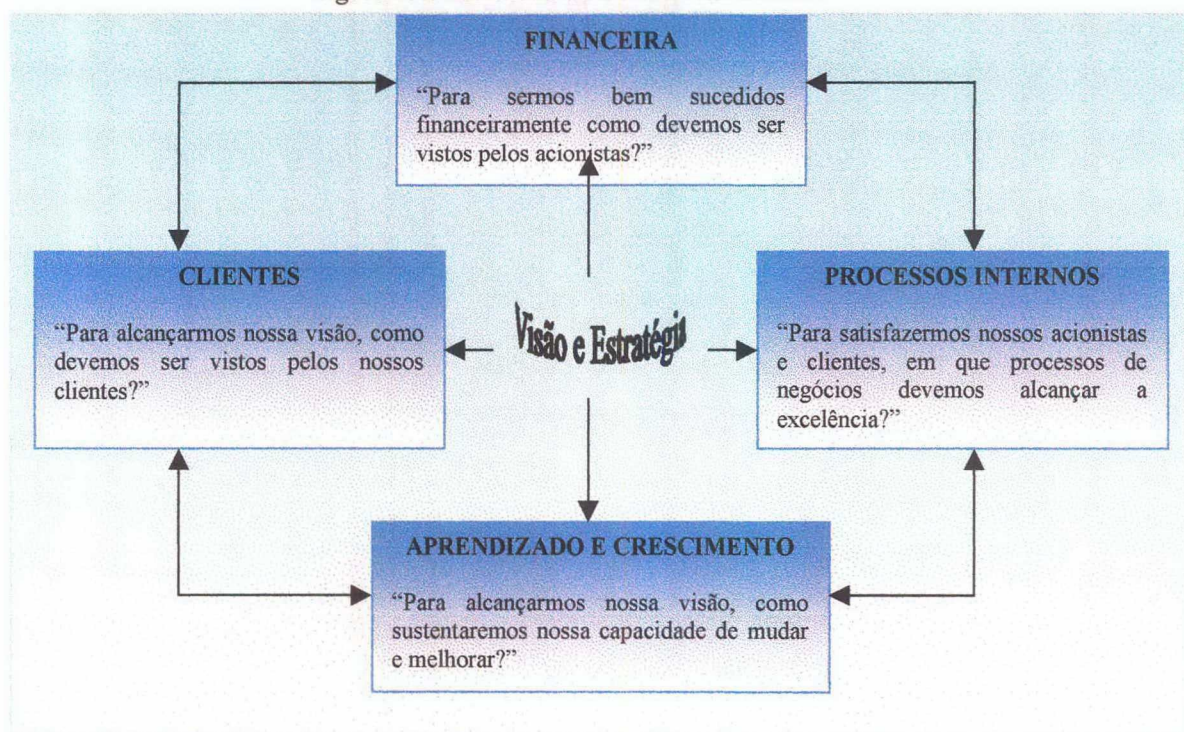 FINANCEIRA
“Para sermos bem sucedidos
financeiramente como devemos ser
vistos pelos acionistas?”
CLIENTES
“Para alcançarmos nossa visão, como
devemos ser vistos pelos nossos
clientes?”
Visão e Estratégia
PROCESSOS INTERNOS
“Para satisfazermos nossos acionistas
e clientes, em que processos de
negócios devemos alcançar a
excelência?”
APRENDIZADO E CRESCIMENTO
“Para alcançarmos nossa visão, como
sustentaremos nossa capacidade de mudar
e melhorar?”